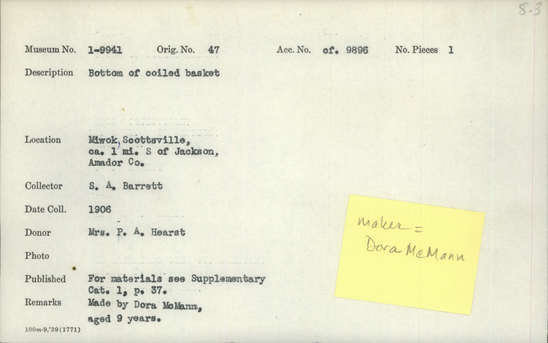 8-3
Museum No. 1-9941 Orig. No. 47 Acc. No. cf. 9896 No. Pieces 1
Description Bottom of coiled basket
Location Miwok, Scottsville,
ca. 1 mi. S of Jackson,
Amador Co.
Collector S. A. Barrett
Date Coll. 1906
Donor Mrs. P. A. Hearst
Photo
Published For materials see Supplementary
Cat. 1, p. 37.
Remarks Made by Dora McMann,
aged 9 years.
100m-9,'39(1771)
maker =
Dora McMann